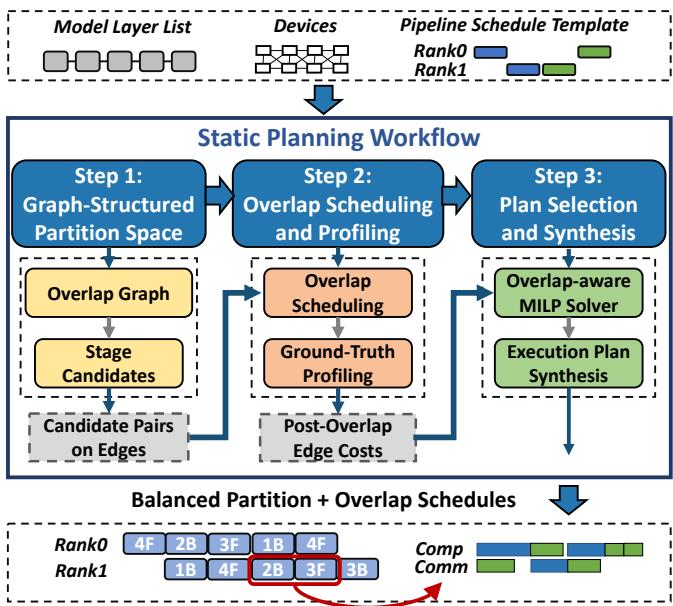 Model Layer List
Devices
Pipeline Schedule Template
Rank0
Rank1
Static Planning Workflow
Step 1:
Graph-Structured
Partition Space
Step 2:
Overlap Scheduling
and Profiling
Step 3:
Plan Selection
and Synthesis
Overlap Graph
Stage
Candidates
Candidate Pairs
on Edges
Overlap
Scheduling
Ground-Truth
Profiling
Post-Overlap
Edge Costs
Overlap-aware
MILP Solver
Execution Plan
Synthesis
Balanced Partition + Overlap Schedules
Rank0 4F 2B 3F 1B 4F
Rank1 1B 4F 2B 3F 3B
Comp
Comm